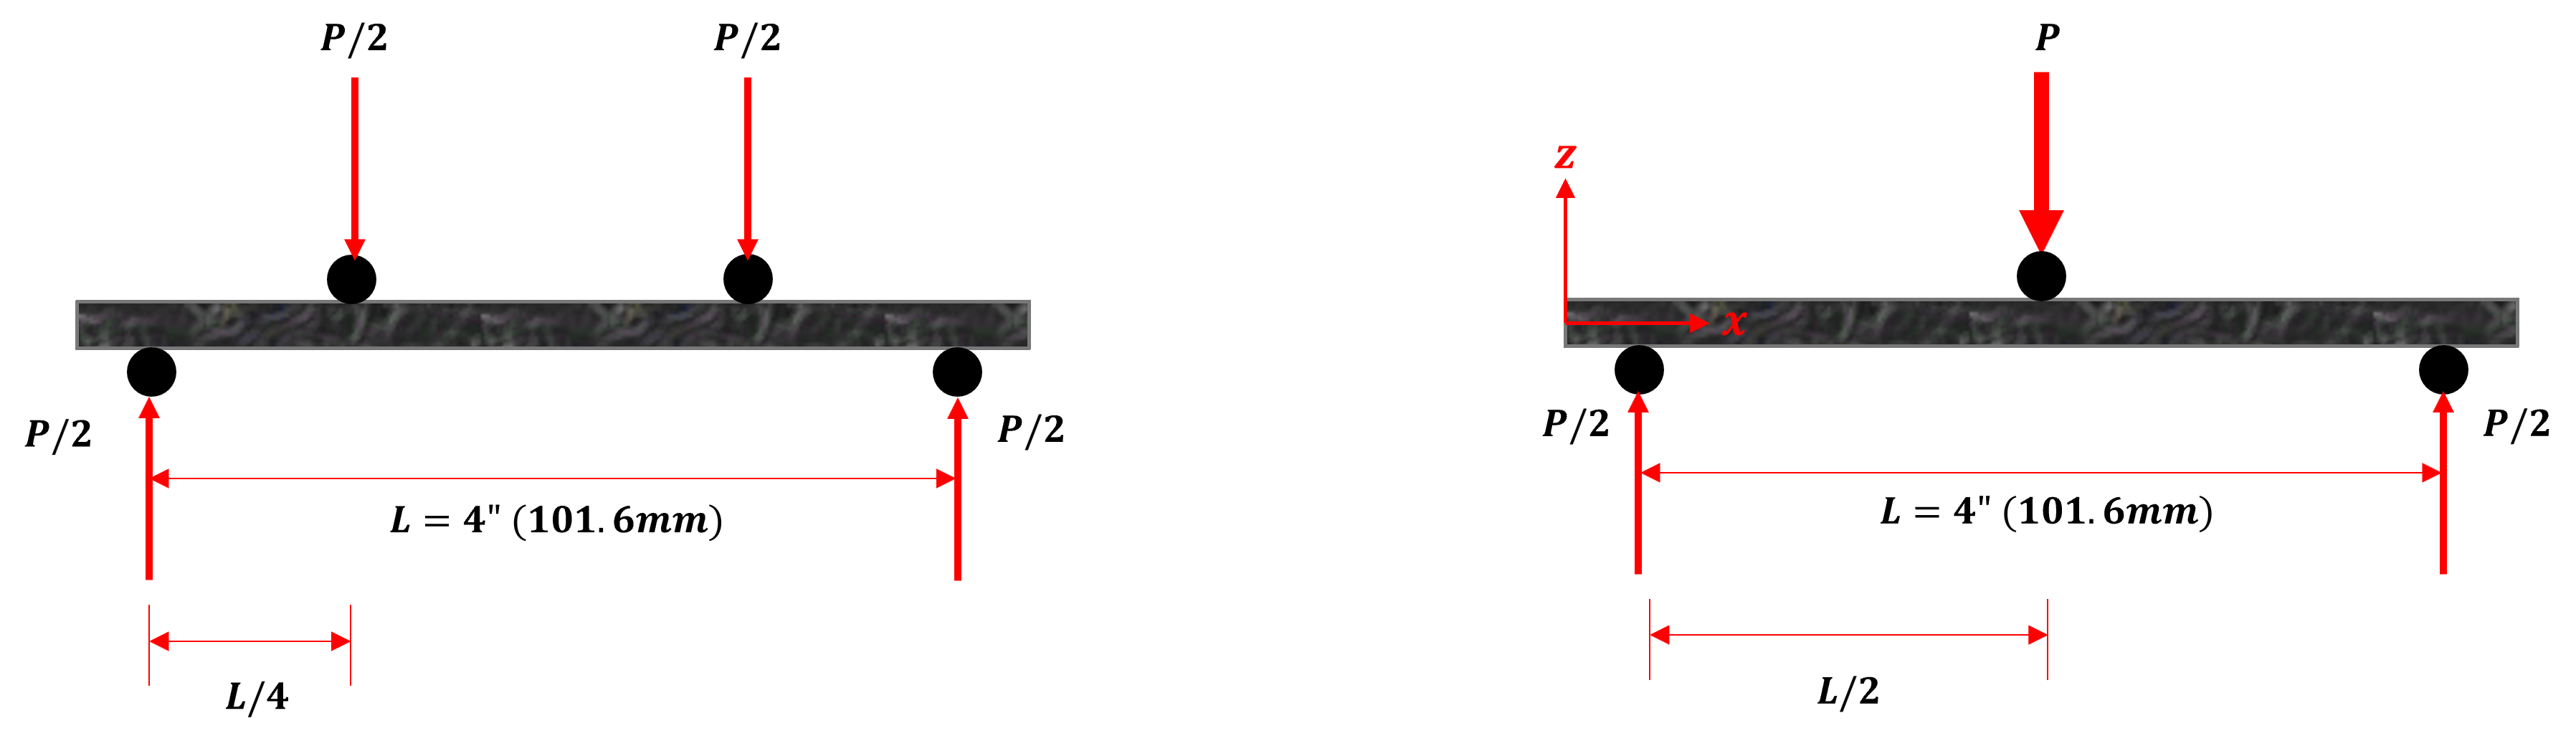 P/2
P/2
P/2
P/2
L = 4" (101.6mm)
L/4
P
z
x
P/2
P/2
L = 4" (101.6mm)
L/2